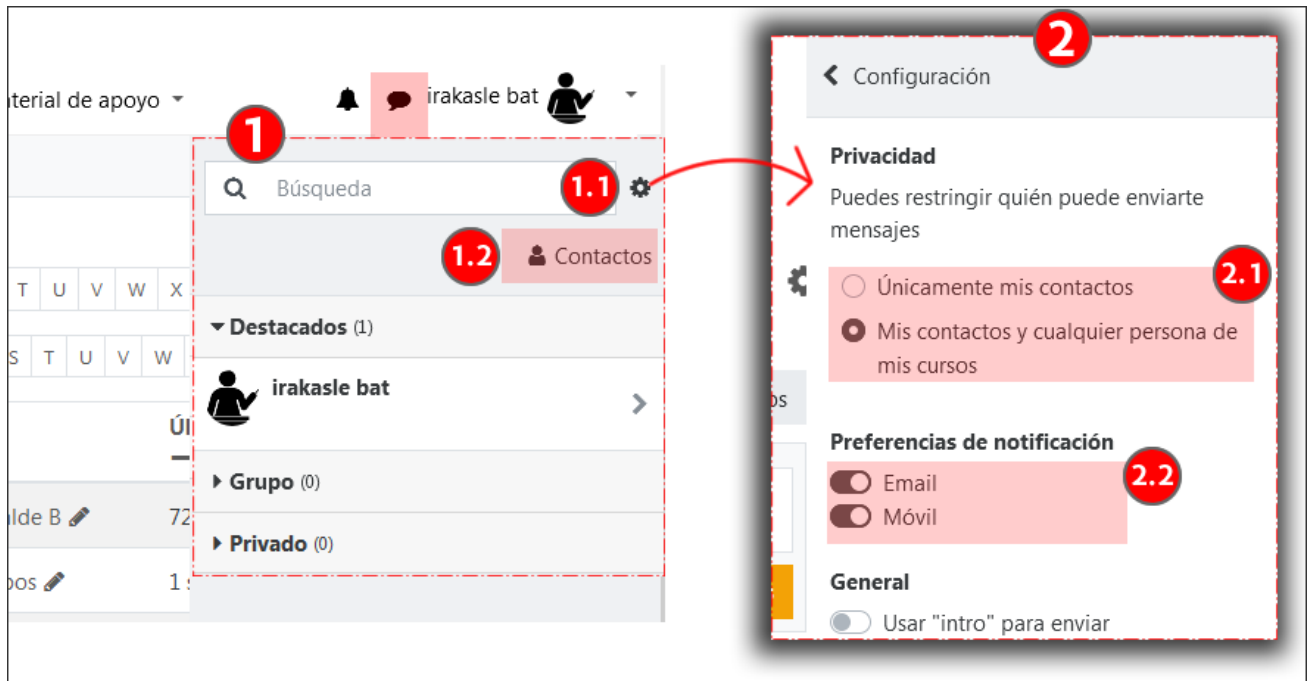 terial de apoyo
irakasle bat
1
Búsqueda
1.1
1.2
Contactos
T U V W X
Destacados (1)
S T U V W
irakasle bat
Úl
Grupo (0)
alde B
72
Privado (0)
pos
1 s
2
Configuración
Privacidad
Puedes restringir quién puede enviarte
mensajes
2.1
Únicamente mis contactos
Mis contactos y cualquier persona de
mis cursos
os
Preferencias de notificación
2.2
Email
Móvil
General
Usar "intro" para enviar